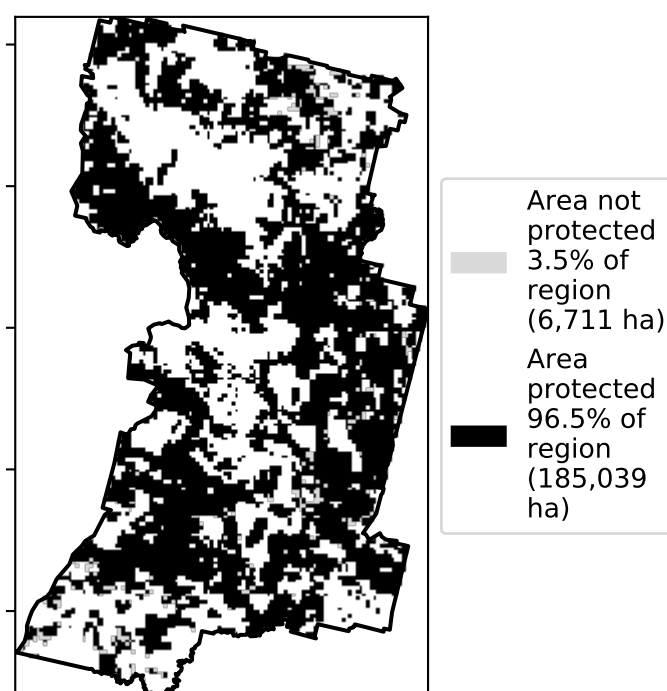 Area not
protected
3.5% of
region
(6,711 ha)
Area
protected
96.5% of
region
(185,039
ha)